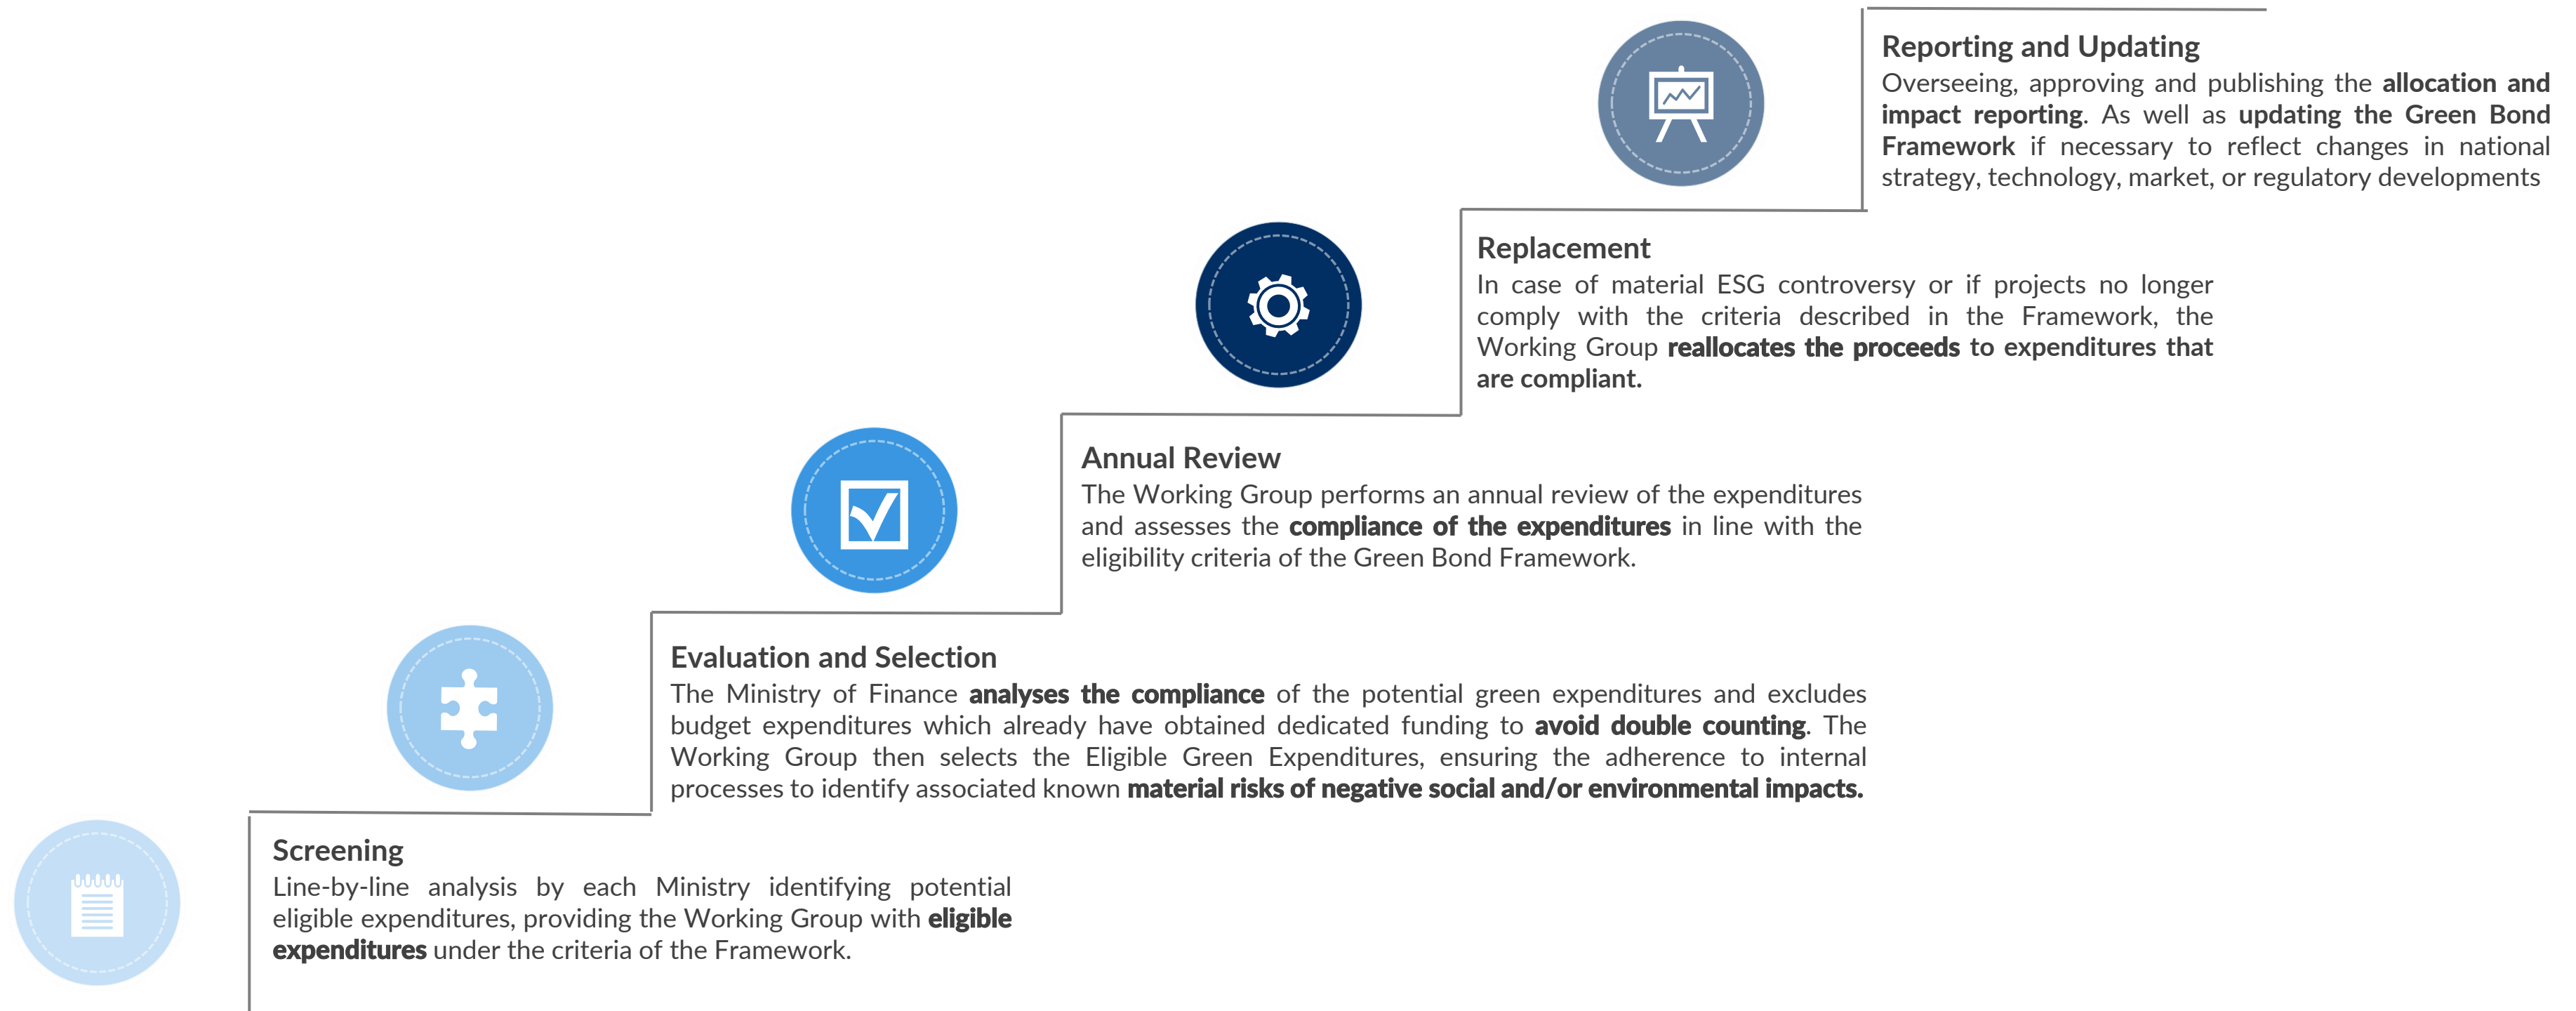 Reporting and Updating
Overseeing, approving and publishing the allocation and
impact reporting. As well as updating the Green Bond
Framework if necessary to reflect changes in national
strategy, technology, market, or regulatory developments
Replacement
In case of material ESG controversy or if projects no longer
comply with the criteria described in the Framework, the
Working Group reallocates the proceeds to expenditures that
are compliant.
Annual Review
The Working Group performs an annual review of the expenditures
and assesses the compliance of the expenditures in line with the
eligibility criteria of the Green Bond Framework.
Evaluation and Selection
The Ministry of Finance analyses the compliance of the potential green expenditures and excludes
budget expenditures which already have obtained dedicated funding to avoid double counting. The
Working Group then selects the Eligible Green Expenditures, ensuring the adherence to internal
processes to identify associated known material risks of negative social and/or environmental impacts.
Screening
Line-by-line analysis by each Ministry identifying potential
eligible expenditures, providing the Working Group with eligible
expenditures under the criteria of the Framework.